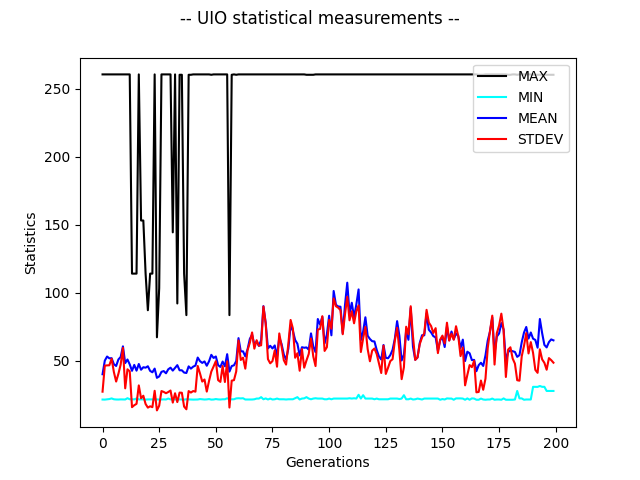 -- UIO statistical measurements --
250
200
150
100
50
Statistics
MAX
MIN
MEAN
STDEV
0 25 50 75 100 125 150 175 200
Generations